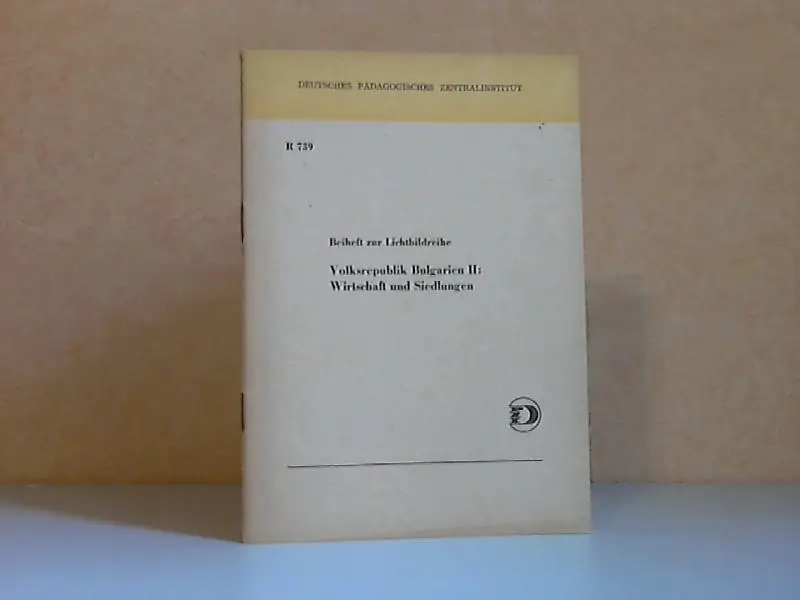 DEUTSCHES PÄDAGOGISCHES ZENTRALINSTITUT
R 739
Beiheft zur Lichtbildreihe
Volksrepublik Bulgarien II:
Wirtschaft und Siedlungen